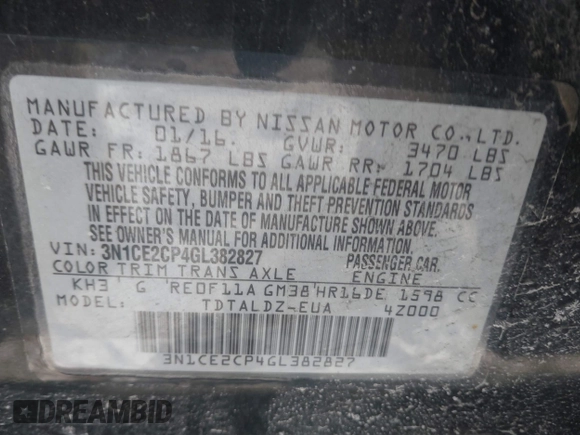 MANUFACTURED BY NISSAN MOTOR CO., LTD.
DATE: 01/16. GVWR: 3470 LBS
GAWR FR: 1867 LBS GAWR RR: 1704 LBS
THIS VEHICLE CONFORMS TO ALL APPLICABLE FEDERAL MOTOR
VEHICLE SAFETY, BUMPER AND THEFT PREVENTION STANDARDS
IN EFFECT ON THE DATE OF MANUFACTURE SHOWN ABOVE.
SEE OWNER'S MANUAL FOR ADDITIONAL INFORMATION.
VIN: 3N1CE2CP4GL382827 PASSENGER CAR.
COLOR TRIM TRANS AXLE ENGINE
KH3 G RE0F11A GM38 HR16DE 1598 CC
MODEL: TDTALDZ-EUA 4Z000
3N1CE2CP4GL382827
DREAMBID